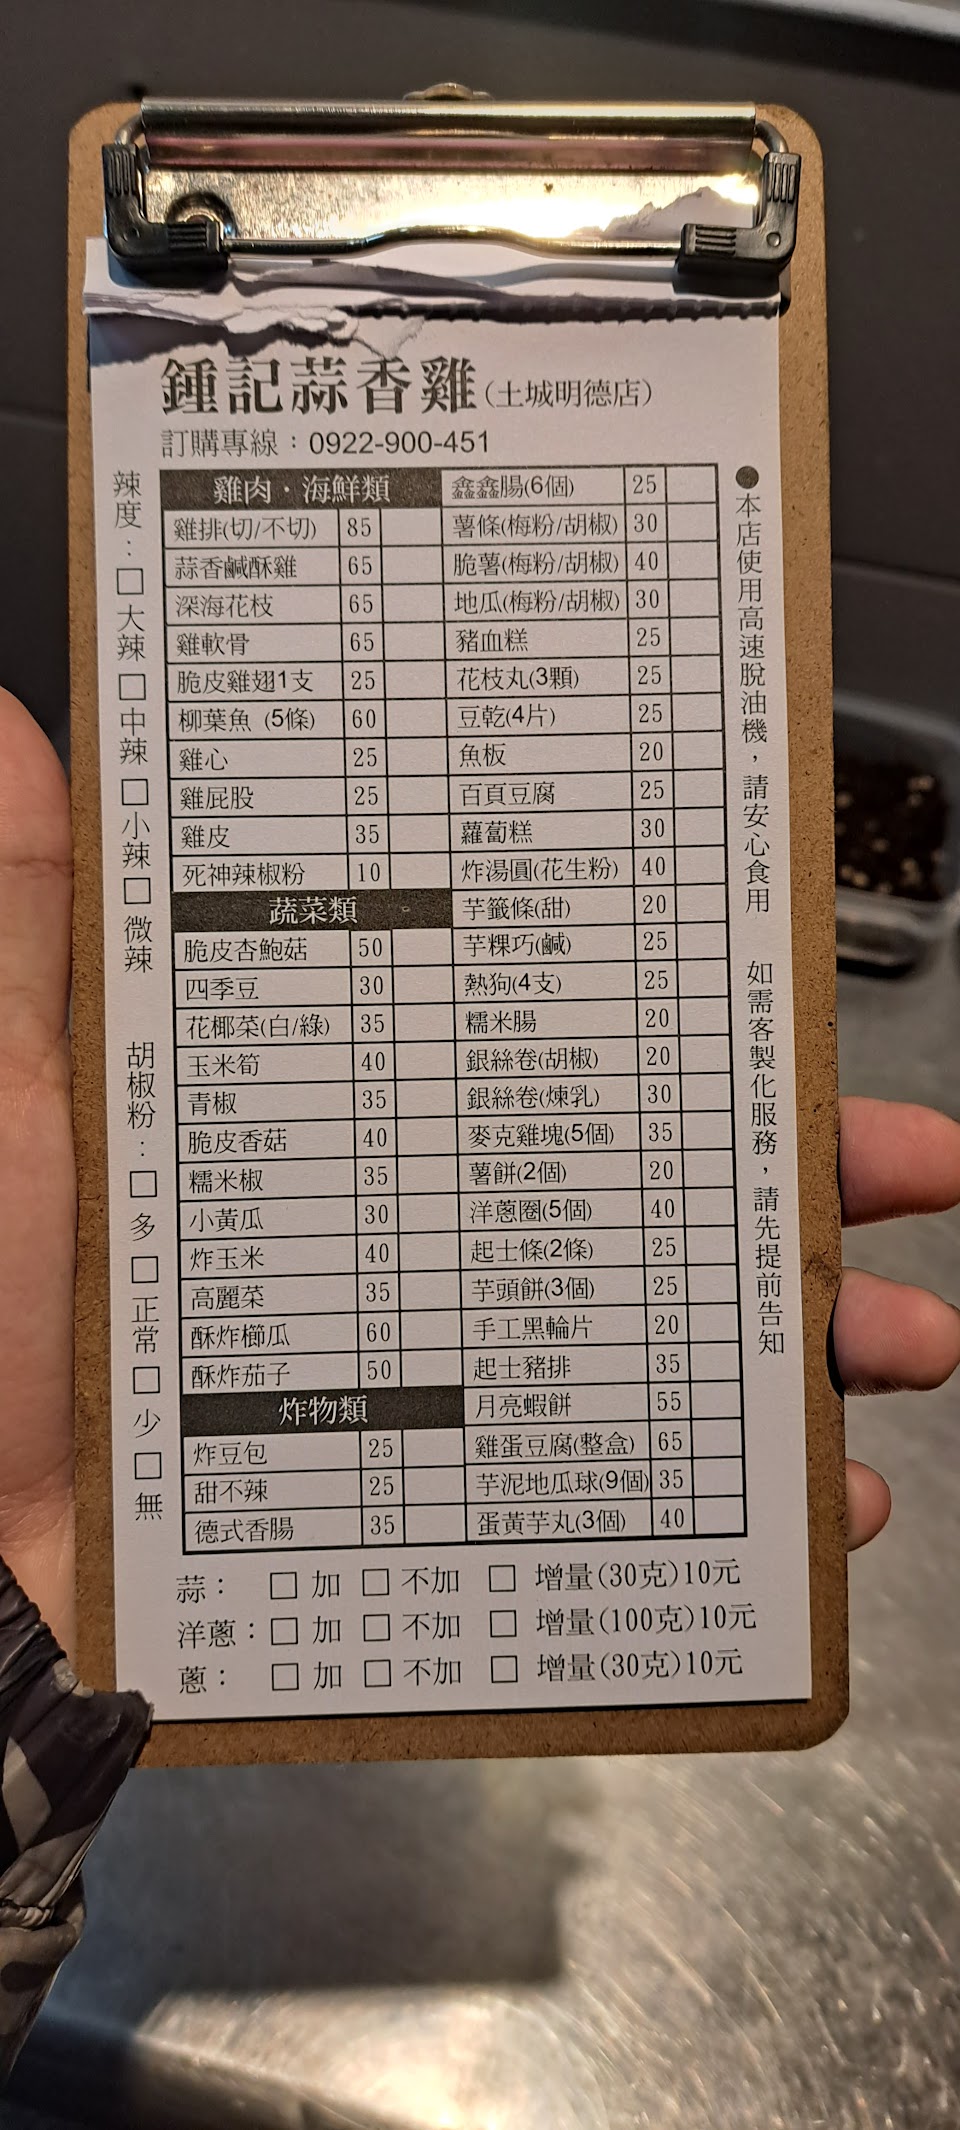 鍾記蒜香雞(土城明德店)
訂購專線：0922-900-451
辣度：□大辣□中辣□小辣□微辣
胡椒粉：□多□正常□少□無
雞肉·海鮮類
雞排(切/不切) 85
蒜香鹹酥雞 65
深海花枝 65
雞軟骨 65
脆皮雞翅1支 25
柳葉魚 (5條) 60
雞心 25
雞屁股 25
雞皮 35
死神辣椒粉 10
蔬菜類
脆皮杏鮑菇 50
四季豆 30
花椰菜(白/綠) 35
玉米筍 40
青椒 35
脆皮香菇 40
糯米椒 35
小黃瓜 30
炸玉米 40
高麗菜 35
酥炸櫛瓜 60
酥炸茄子 50
炸物類
炸豆包 25
甜不辣 25
德式香腸 35
鑫鑫腸(6個) 25
薯條(梅粉/胡椒) 30
脆薯(梅粉/胡椒) 40
地瓜(梅粉/胡椒) 30
豬血糕 25
花枝丸(3顆) 25
豆乾(4片) 25
魚板 20
百頁豆腐 25
蘿蔔糕 30
炸湯圓(花生粉) 40
芋籤條(甜) 20
芋粿巧(鹹) 25
熱狗(4支) 25
糯米腸 20
銀絲卷(胡椒) 20
銀絲卷(煉乳) 30
麥克雞塊(5個) 35
薯餅(2個) 20
洋蔥圈(5個) 40
起士條(2條) 25
芋頭餅(3個) 25
手工黑輪片 20
起士豬排 35
月亮蝦餅 55
雞蛋豆腐(整盒) 65
芋泥地瓜球(9個) 35
蛋黃芋丸(3個) 40
●本店使用高速脫油機，請安心食用 如需客製化服務，請先提前告知
蒜：□加 □不加 □ 增量(30克)10元
洋蔥：□加 □不加 □ 增量(100克)10元
蔥：□加 □不加 □ 增量(30克)10元